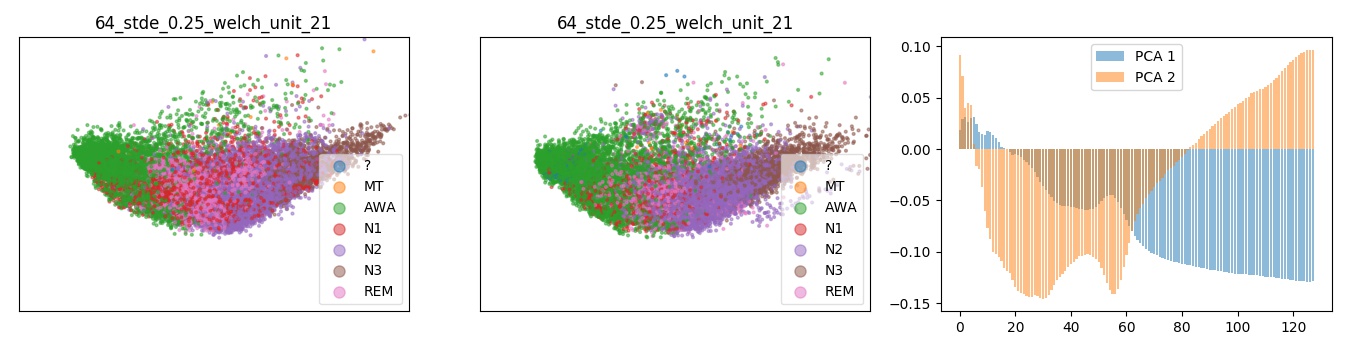 64_stde_0.25_welch_unit_21
?
MT
AWA
N1
N2
N3
REM
64_stde_0.25_welch_unit_21
?
MT
AWA
N1
N2
N3
REM
PCA 1
PCA 2
0.10
0.05
0.00
−0.05
−0.10
−0.15
0 20 40 60 80 100 120